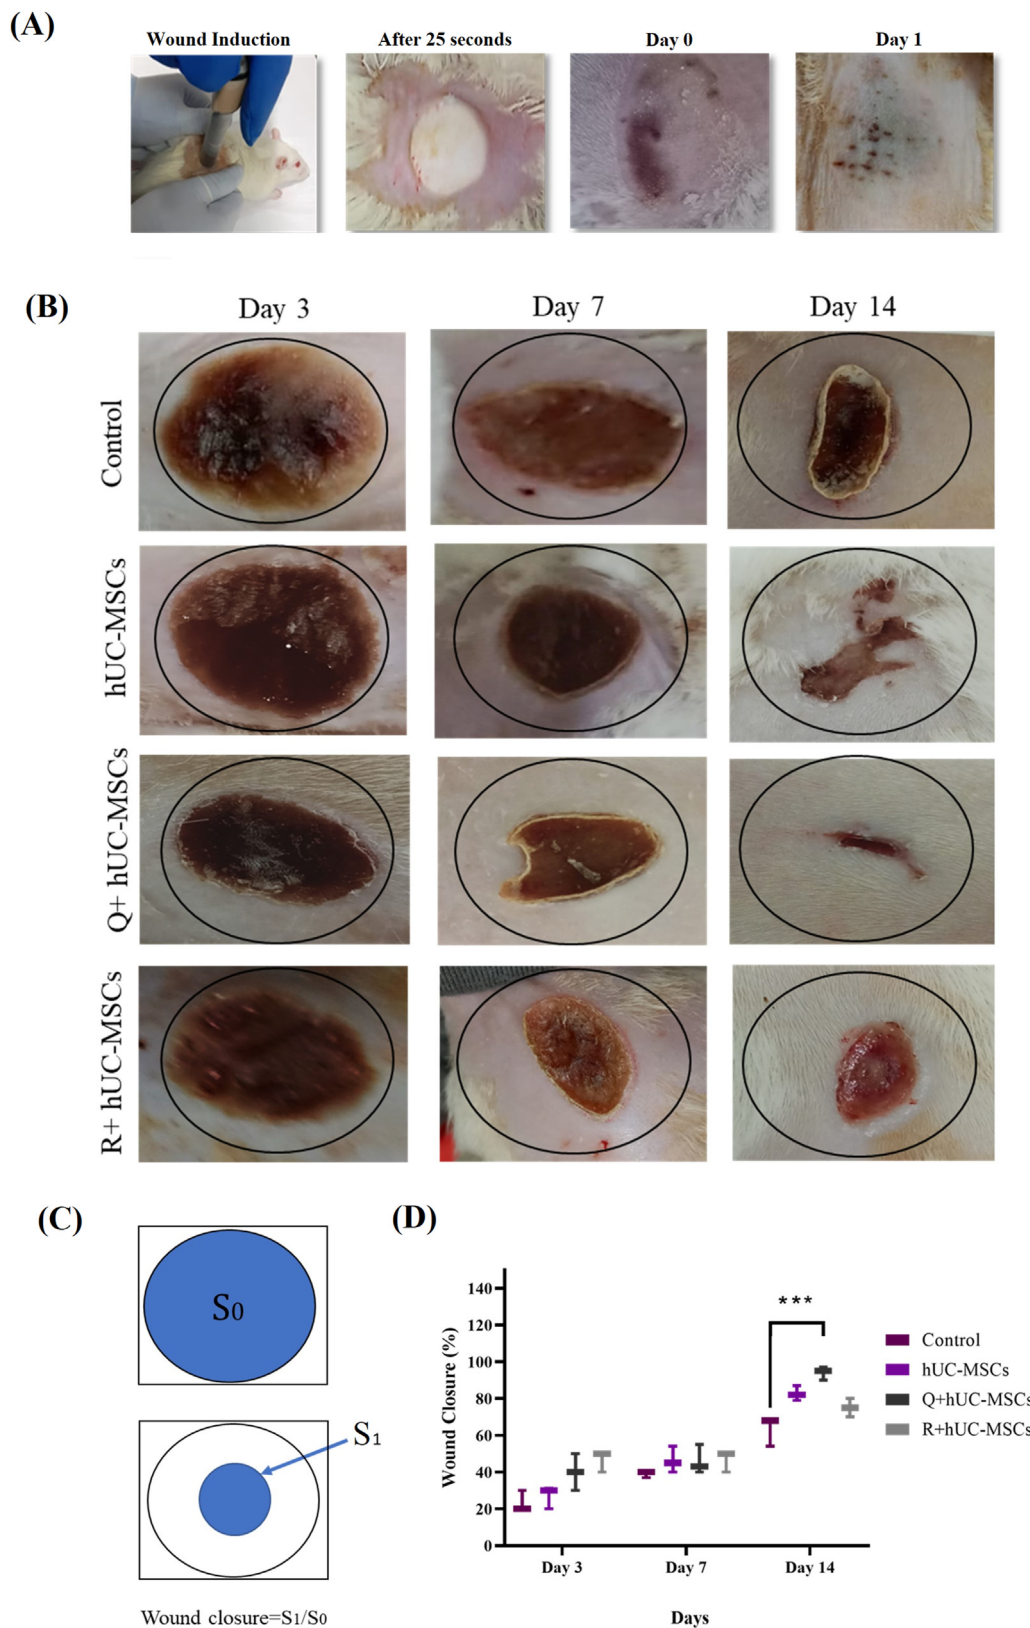 (A)
Wound Induction
After 25 seconds
Day 0
Day 1
(B)
Day 3
Day 7
Day 14
Control
hUC-MSCs
Q+ hUC-MSCs
R+ hUC-MSCs
(C)
S0
S1
Wound closure=S1/S0
(D)
Wound Closure (%)
140
120
100
80
60
40
20
0
***
Control
hUC-MSCs
Q+hUC-MSCs
R+hUC-MSCs
Day 3
Day 7
Day 14
Days